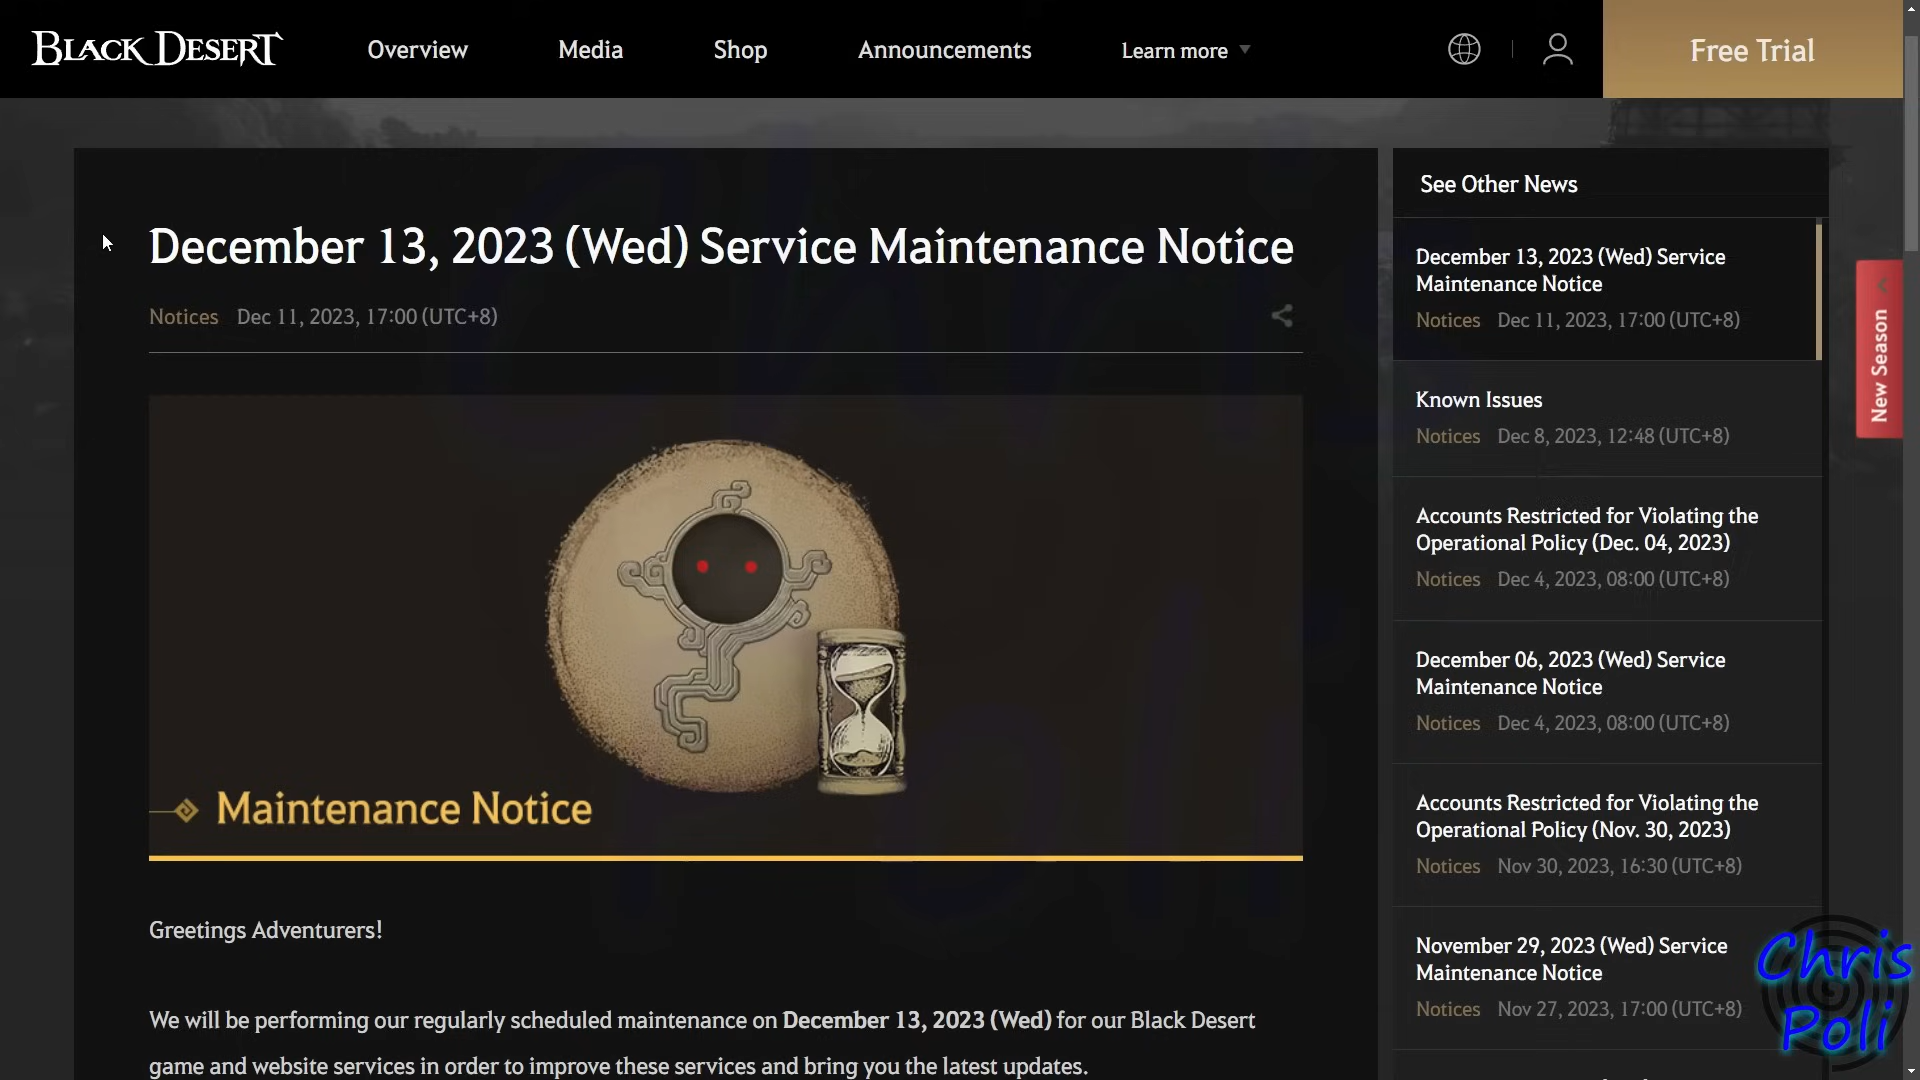 BLACK DESERT
Overview
Media
Shop
Announcements
Learn more
Free Trial
December 13, 2023 (Wed) Service Maintenance Notice
Notices Dec 11, 2023, 17:00 (UTC+8)
Maintenance Notice
Greetings Adventurers!
We will be performing our regularly scheduled maintenance on December 13, 2023 (Wed) for our Black Desert
game and website services in order to improve these services and bring you the latest updates.
See Other News
December 13, 2023 (Wed) Service
Maintenance Notice
Notices Dec 11, 2023, 17:00 (UTC+8)
Known Issues
Notices Dec 8, 2023, 12:48 (UTC+8)
Accounts Restricted for Violating the
Operational Policy (Dec. 04, 2023)
Notices Dec 4, 2023, 08:00 (UTC+8)
December 06, 2023 (Wed) Service
Maintenance Notice
Notices Dec 4, 2023, 08:00 (UTC+8)
Accounts Restricted for Violating the
Operational Policy (Nov. 30, 2023)
Notices Nov 30, 2023, 16:30 (UTC+8)
November 29, 2023 (Wed) Service
Maintenance Notice
Notices Nov 27, 2023, 17:00 (UTC+8)
New Season
Chris
Poli